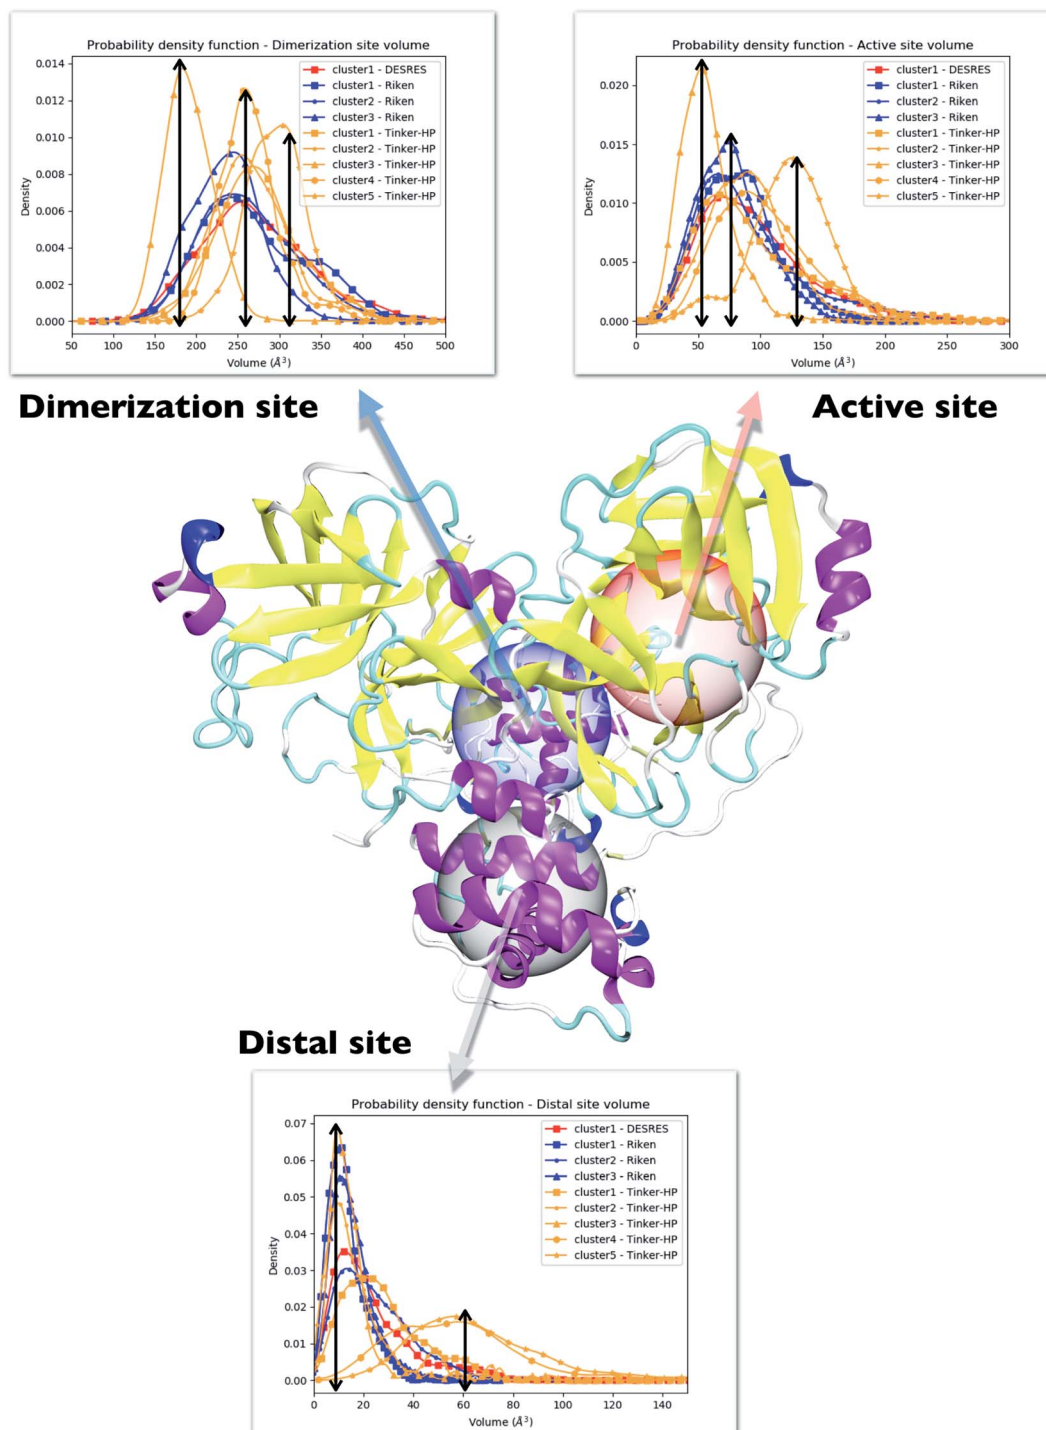 Probability density function - Dimerization site volume
0.014
0.012
0.010
0.008
0.006
0.004
0.002
0.000
Density
50 100 150 200 250 300 350 400 450 500
Volume (Å³)
cluster1 - DESRES
cluster1 - Riken
cluster2 - Riken
cluster3 - Riken
cluster1 - Tinker-HP
cluster2 - Tinker-HP
cluster3 - Tinker-HP
cluster4 - Tinker-HP
cluster5 - Tinker-HP
Probability density function - Active site volume
0.020
0.015
0.010
0.005
0.000
Density
0 50 100 150 200 250 300
Volume (Å³)
cluster1 - DESRES
cluster1 - Riken
cluster2 - Riken
cluster3 - Riken
cluster1 - Tinker-HP
cluster2 - Tinker-HP
cluster3 - Tinker-HP
cluster4 - Tinker-HP
cluster5 - Tinker-HP
Dimerization site
Active site
Distal site
Probability density function - Distal site volume
0.07
0.06
0.05
0.04
0.03
0.02
0.01
0.00
Density
0 20 40 60 80 100 120 140
Volume (Å³)
cluster1 - DESRES
cluster1 - Riken
cluster2 - Riken
cluster3 - Riken
cluster1 - Tinker-HP
cluster2 - Tinker-HP
cluster3 - Tinker-HP
cluster4 - Tinker-HP
cluster5 - Tinker-HP